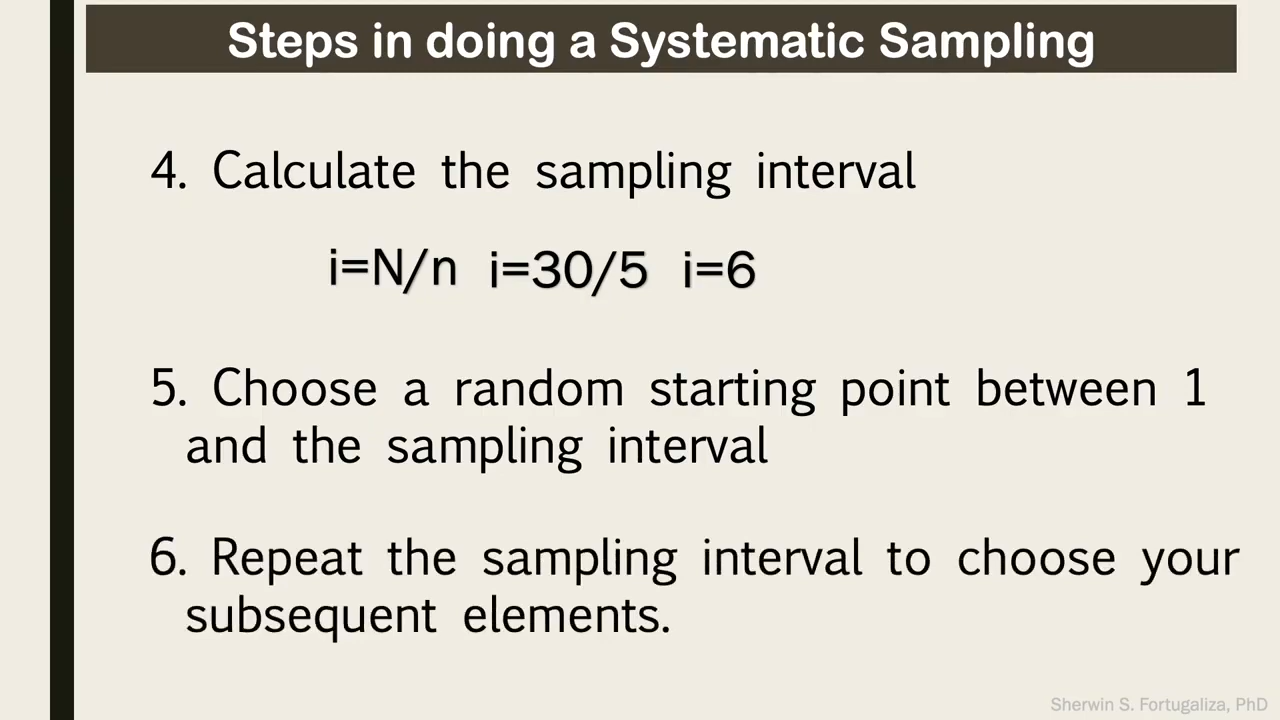 Steps in doing a Systematic Sampling
4. Calculate the sampling interval
i=N/n i=30/5 i=6
5. Choose a random starting point between 1
and the sampling interval
6. Repeat the sampling interval to choose your
subsequent elements.
Sherwin S. Fortugaliza, PhD